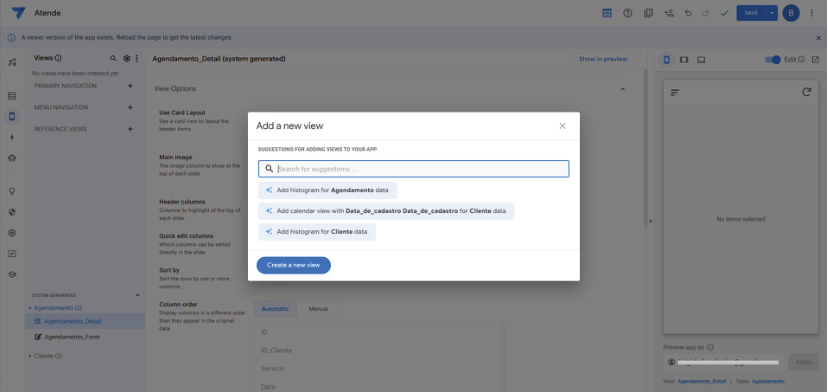 Atende
SAVE
B
A newer version of the app exists. Reload the page to get the latest changes.
Views
No views have been created yet
PRIMARY NAVIGATION
MENU NAVIGATION
REFERENCE VIEWS
SYSTEM GENERATED
Agendamento (2)
Agendamento_Detail
Agendamento_Form
Cliente (3)
Agendamento_Detail (system generated)
Show in preview
View Options
Use Card Layout
Use a card view to layout the
header items.
Main image
The image column to show at the
top of each slide.
Header columns
Columns to highlight at the top of
each slide.
Quick edit columns
Which columns can be edited
directly in the slide.
Sort by
Sort the rows by one or more
columns.
Column order
Display columns in a different order
than they appear in the original
data.
Automatic
Manual
ID
ID_Cliente
Service
Data
Add a new view
SUGGESTIONS FOR ADDING VIEWS TO YOUR APP
Search for suggestions ...
Add histogram for Agendamento data
Add calendar view with Data_de_cadastro Data_de_cadastro for Cliente data
Add histogram for Cliente data
Create a new view
Edit
No items selected
Preview app as
Apply
View: Agendamento_Detail | Table: Agendamento